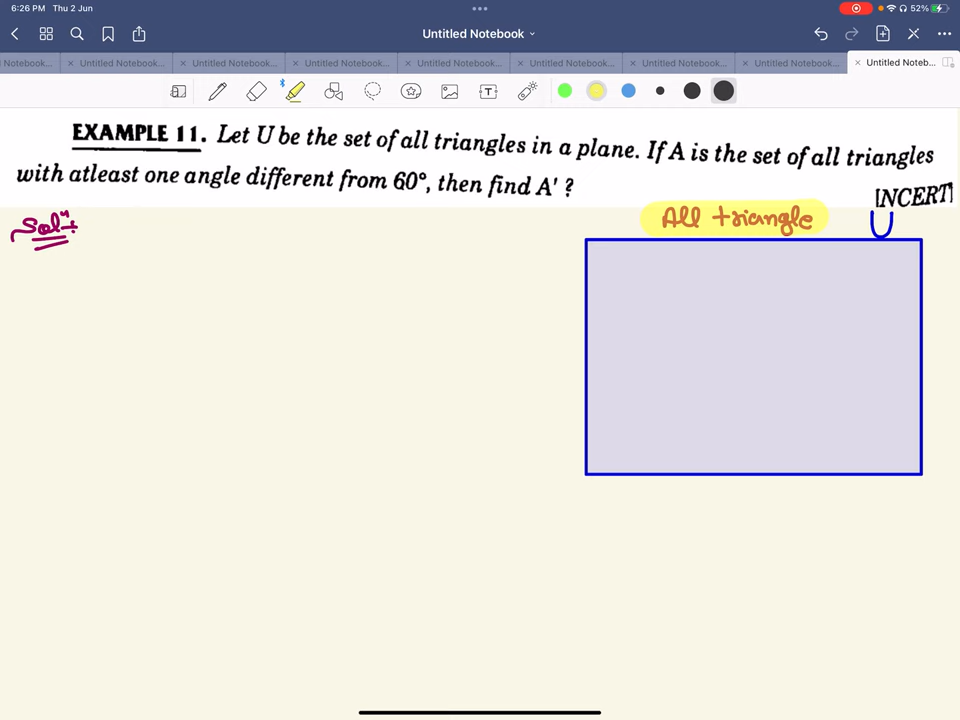 6:26 PM Thu 2 Jun
52%
Untitled Notebook
Notebook... Untitled Notebook... Untitled Notebook... Untitled Notebook... Untitled Notebook... Untitled Notebook... Untitled Notebook... Untitled Noteb...
T
EXAMPLE 11. Let U be the set of all triangles in a plane. If A is the set of all triangles
with atleast one angle different from 60°, then find A' ?
[NCERT]
Solⁿ
All triangle
U